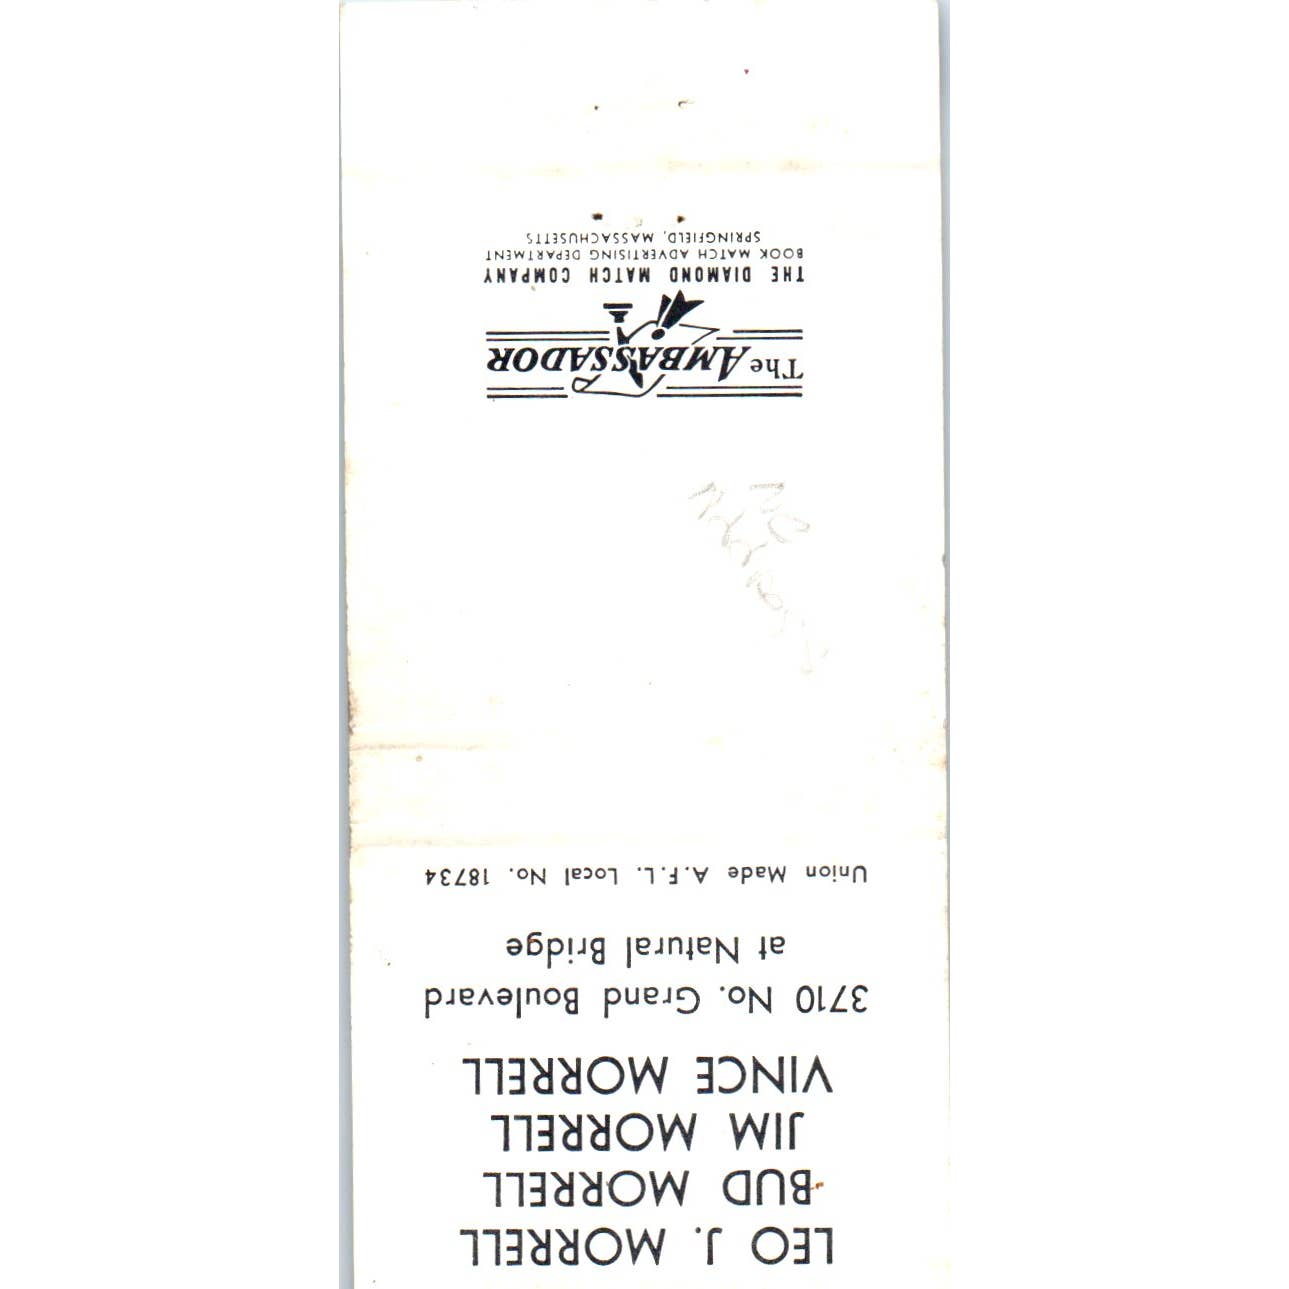 LEO J. MORRELL
BUD MORRELL
JIM MORRELL
VINCE MORRELL
3710 No. Grand Boulevard
at Natural Bridge
Union Made A.F.L. Local No. 18734
The AMBASSADOR
THE DIAMOND MATCH COMPANY
BOOK MATCH ADVERTISING DEPARTMENT
SPRINGFIELD, MASSACHUSETTS